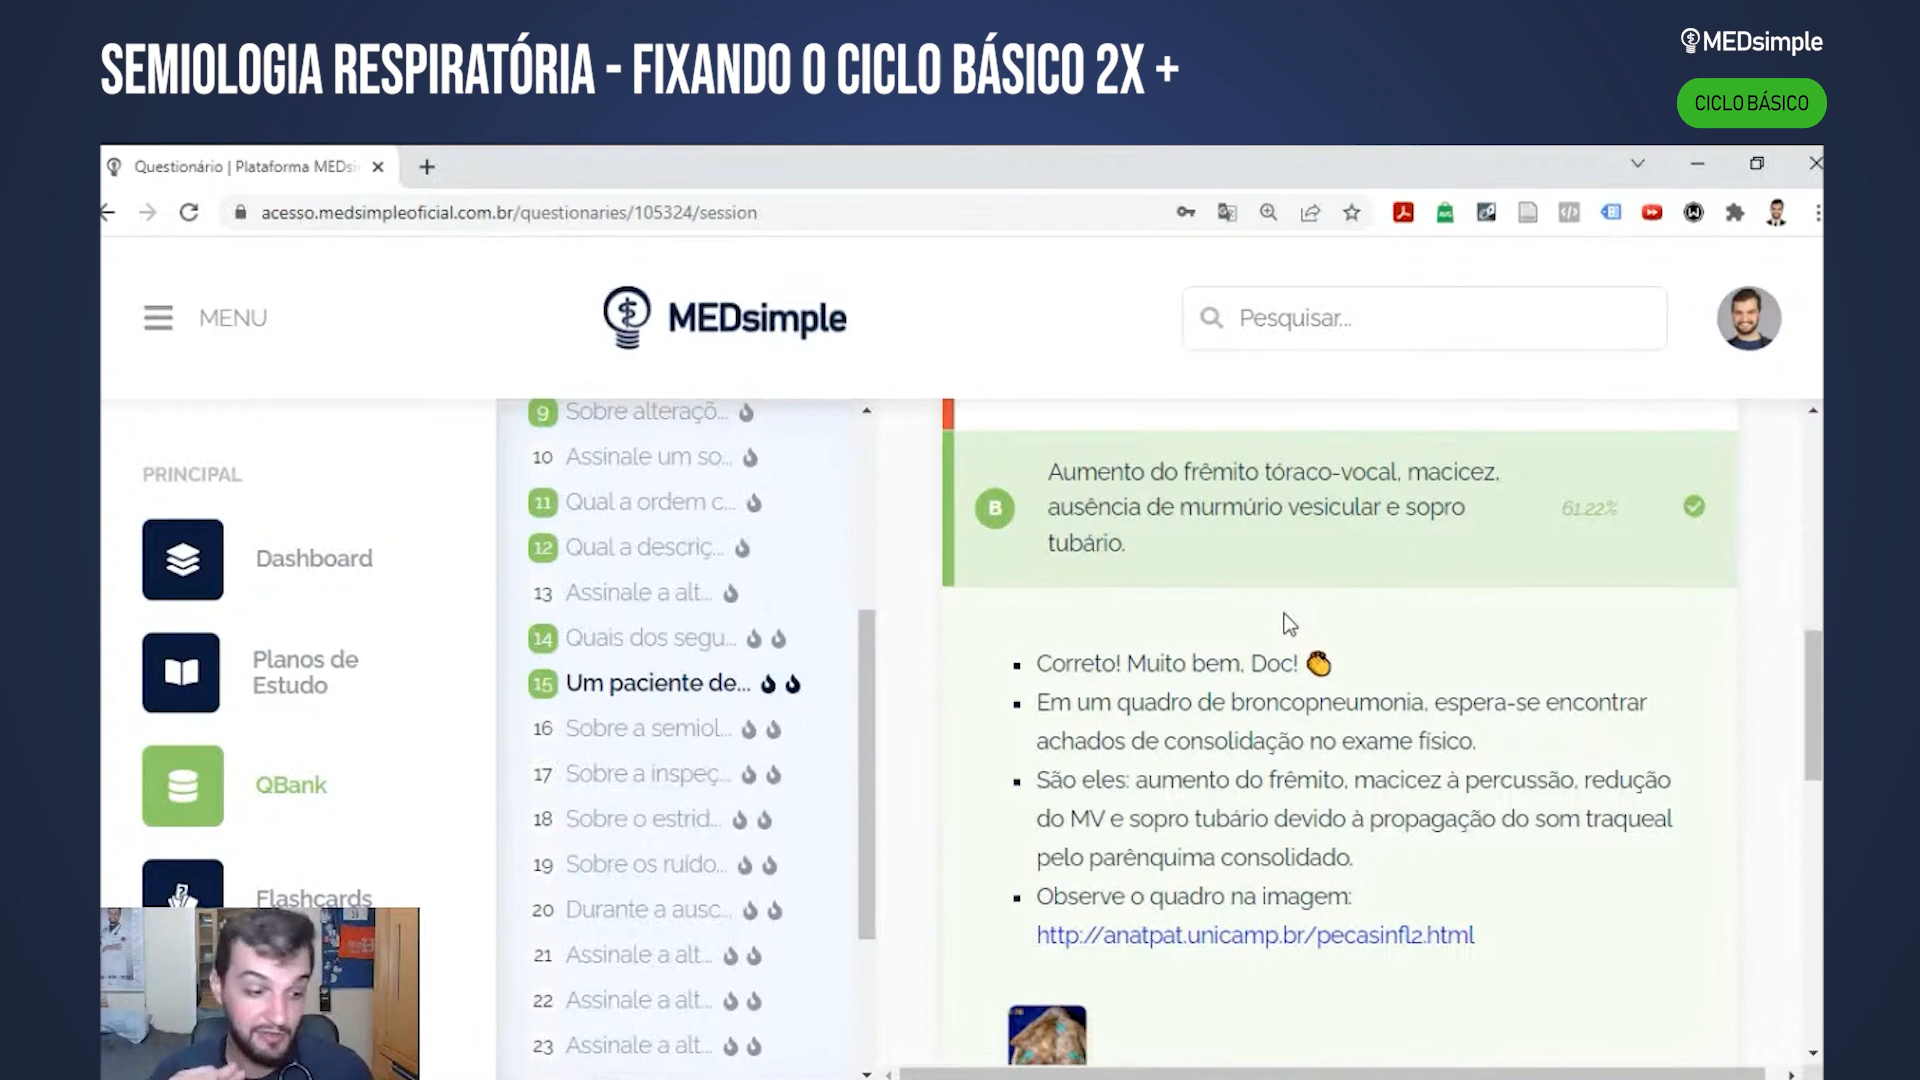 SEMIOLOGIA RESPIRATÓRIA - FIXANDO O CICLO BÁSICO 2X +
MEDsimple
CICLO BÁSICO
Questionário | Plataforma MEDsi
acesso.medsimpleoficial.com.br/questionaries/105324/session
MENU
MEDsimple
Pesquisar...
PRINCIPAL
Dashboard
Planos de
Estudo
QBank
Flashcards
9 Sobre alteraçõ...
10 Assinale um so...
11 Qual a ordem c...
12 Qual a descriç...
13 Assinale a alt...
14 Quais dos segu...
15 Um paciente de...
16 Sobre a semiol...
17 Sobre a inspeç...
18 Sobre o estrid...
19 Sobre os ruído...
20 Durante a ausc...
21 Assinale a alt...
22 Assinale a alt...
23 Assinale a alt...
B
Aumento do frêmito tóraco-vocal, macicez,
ausência de murmúrio vesicular e sopro
tubário.
61.22%
Correto! Muito bem, Doc! 👏
Em um quadro de broncopneumonia, espera-se encontrar
achados de consolidação no exame físico.
São eles: aumento do frêmito, macicez à percussão, redução
do MV e sopro tubário devido à propagação do som traqueal
pelo parênquima consolidado.
Observe o quadro na imagem:
http://anatpat.unicamp.br/pecasinfl2.html